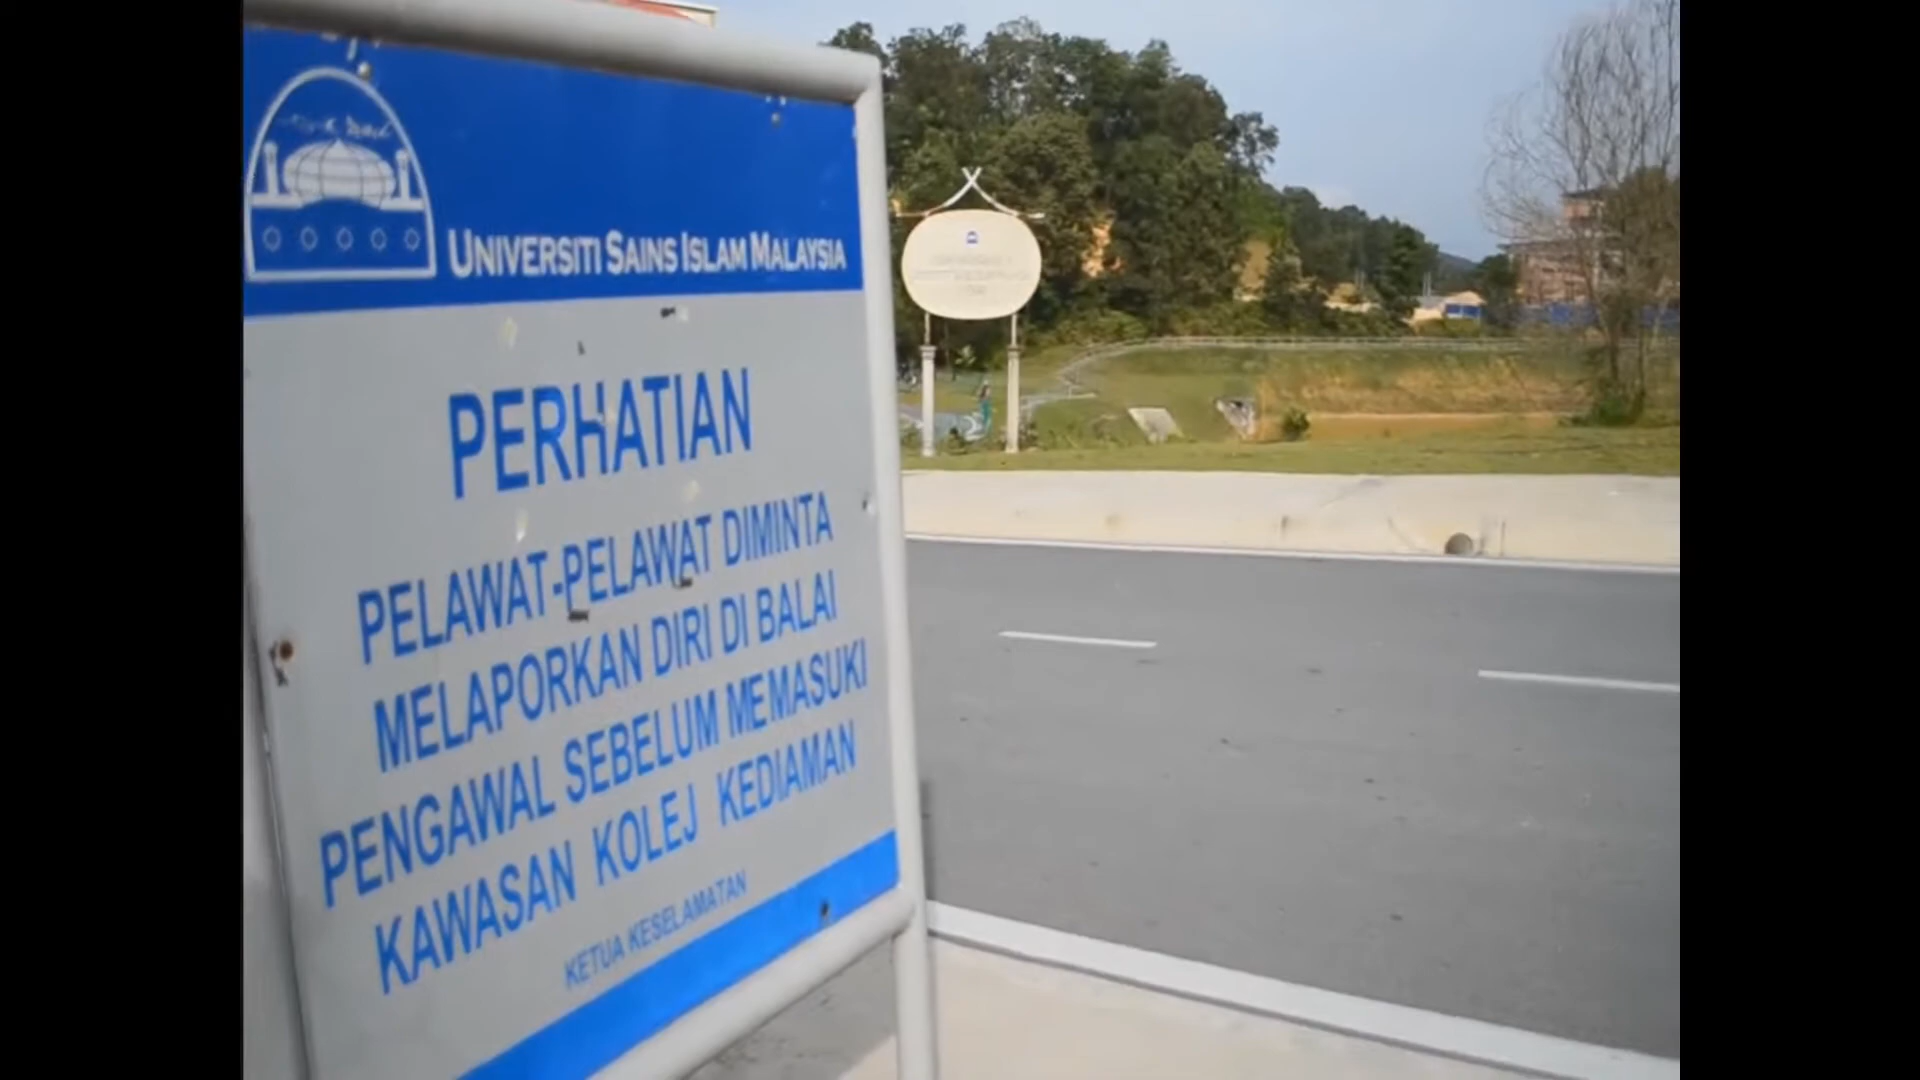 UNIVERSITI SAINS ISLAM MALAYSIA
PERHATIAN
PELAWAT-PELAWAT DIMINTA
MELAPORKAN DIRI DI BALAI
PENGAWAL SEBELUM MEMASUKI
KAWASAN KOLEJ KEDIAMAN
KETUA KESELAMATAN